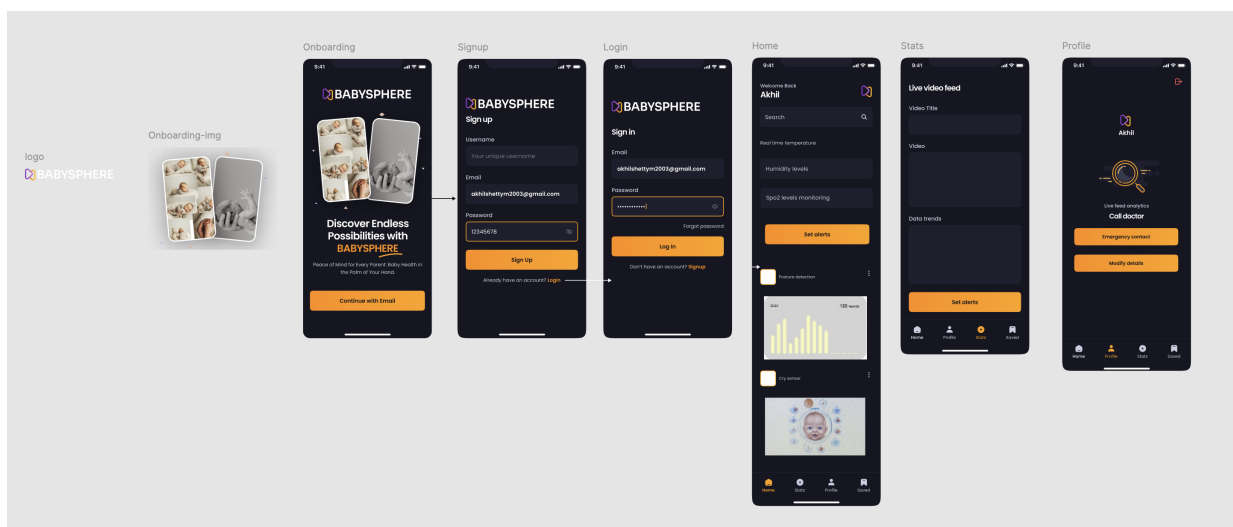 logo
BABYSPHERE
Onboarding-img
Onboarding
9:41
BABYSPHERE
Discover Endless
Possibilities with
BABYSPHERE
Peace of Mind for Every Parent: Baby Health in
the Palm of Your Hand.
Continue with Email
Signup
9:41
BABYSPHERE
Sign up
Username
Your unique username
Email
akhilshettym2003@gmail.com
Password
12345678
Sign Up
Already have an account? Login
Login
9:41
BABYSPHERE
Sign in
Email
akhilshettym2003@gmail.com
Password
Forgot password
Log In
Don't have an account? Signup
Home
9:41
Welcome Back
Akhil
Search
Real time temperature
Humidity levels
Spo2 levels monitoring
Set alerts
Posture detection
Cry sensor
Home
Stats
Profile
Saved
Stats
9:41
Live video feed
Video Title
Video
Data trends
Set alerts
Home
Profile
Stats
Saved
Profile
9:41
Akhil
Live feed analytics
Call doctor
Emergency contact
Modify details
Home
Profile
Stats
Saved